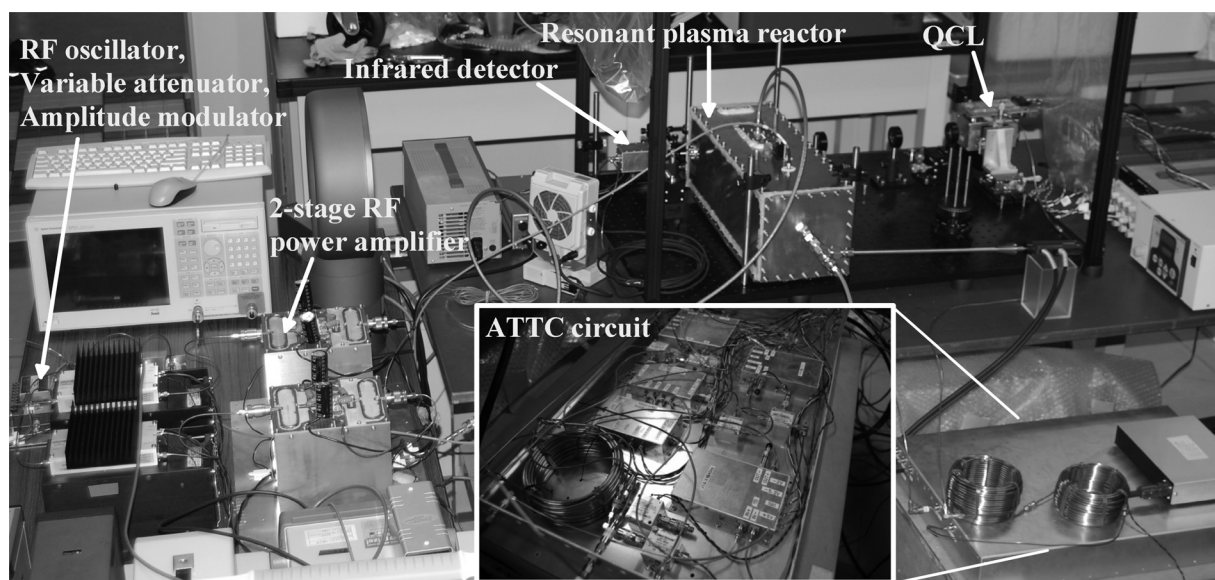 RF oscillator,
Variable attenuator,
Amplitude modulator
Infrared detector
Resonant plasma reactor
QCL
2-stage RF
power amplifier
ATTC circuit